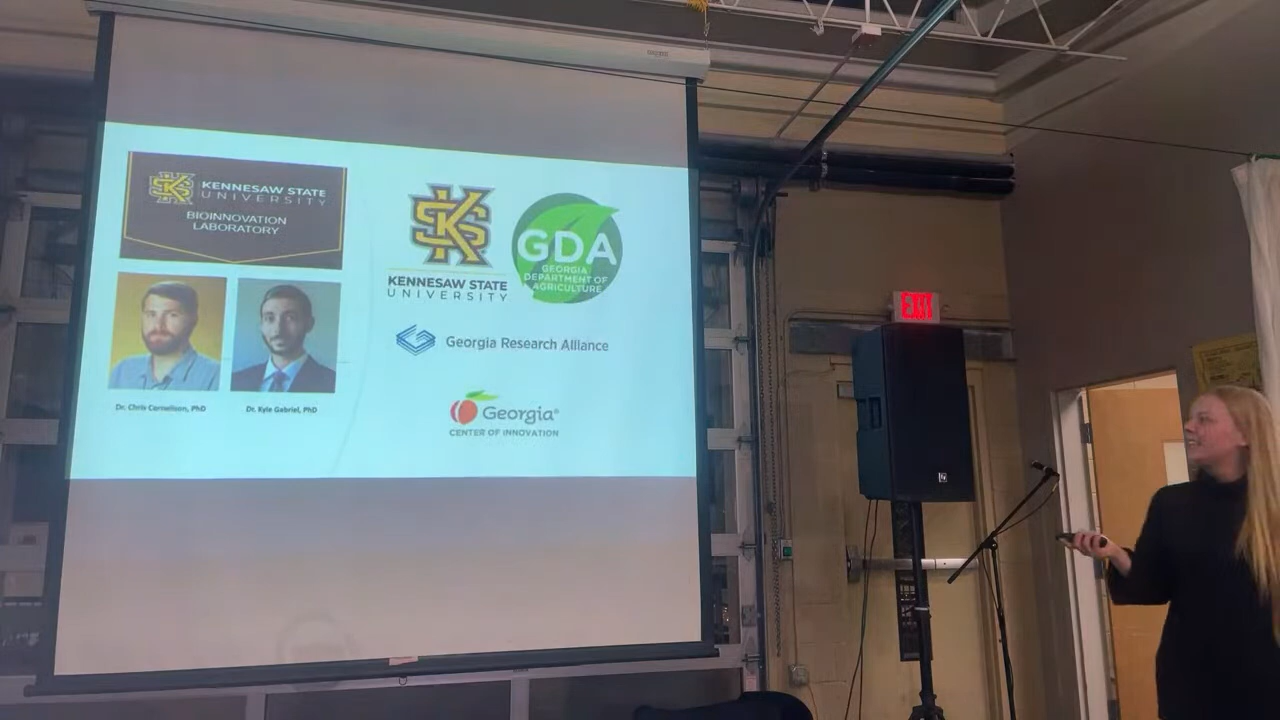 KENNESAW STATE
UNIVERSITY
BIOINNOVATION
LABORATORY
Dr. Chris Cornelison, PhD
Dr. Kyle Gabriel, PhD
KS
KENNESAW STATE
UNIVERSITY
GDA
GEORGIA
DEPARTMENT OF
AGRICULTURE
Georgia Research Alliance
Georgia®
CENTER OF INNOVATION
EXIT